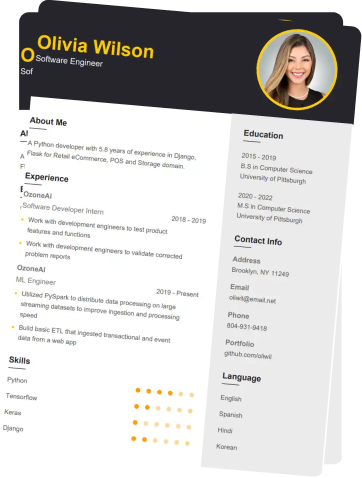 Olivia Wilson
Software Engineer
About Me
A Python developer with 5.8 years of experience in Django,
Flask for Retail eCommerce, POS and Storage domain.
Experience
OzoneAI
Software Developer Intern
2018 - 2019
Work with development engineers to test product
features and functions
Work with development engineers to validate corrected
problem reports
OzoneAI
ML Engineer
2019 - Present
Utilized PySpark to distribute data processing on large
streaming datasets to improve ingestion and processing
speed
Build basic ETL that ingested transactional and event
data from a web app
Skills
Python
Tensorflow
Keras
Django
Education
2015 - 2019
B.S in Computer Science
University of Pittsburgh
2020 - 2022
M.S in Computer Science
University of Pittsburgh
Contact Info
Address
Brooklyn, NY 11249
Email
oliwil@email.net
Phone
804-931-9418
Portfolio
github.com/oliwil
Language
English
Spanish
Hindi
Korean